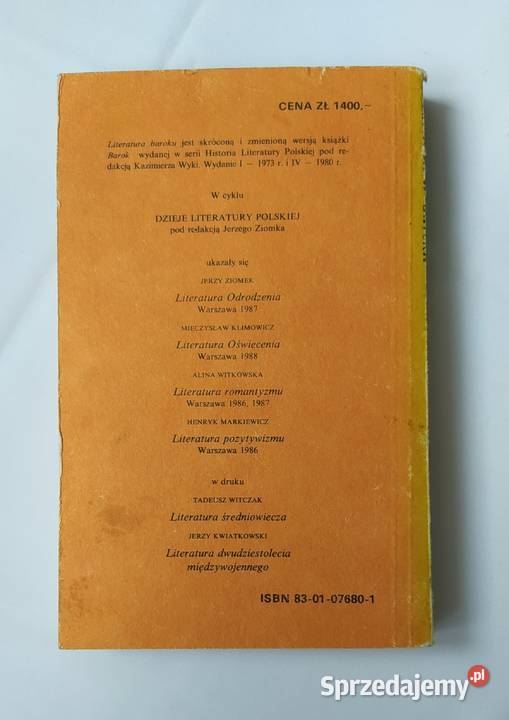 CENA ZŁ 1400,–
Literatura baroku jest skróconą i zmienioną wersją książki
Barok wydanej w serii Historia Literatury Polskiej pod re-
dakcją Kazimierza Wyki. Wydanie I – 1973 r. i IV – 1980 r.
W cyklu
DZIEJE LITERATURY POLSKIEJ
pod redakcją Jerzego Ziomka
ukazały się
JERZY ZIOMEK
Literatura Odrodzenia
Warszawa 1987
MIECZYSŁAW KLIMOWICZ
Literatura Oświecenia
Warszawa 1988
ALINA WITKOWSKA
Literatura romantyzmu
Warszawa 1986, 1987
HENRYK MARKIEWICZ
Literatura pozytywizmu
Warszawa 1986
w druku
TADEUSZ WITCZAK
Literatura średniowiecza
JERZY KWIATKOWSKI
Literatura dwudziestolecia
międzywojennego
ISBN 83-01-07680-1
Sprzedajemy.pl